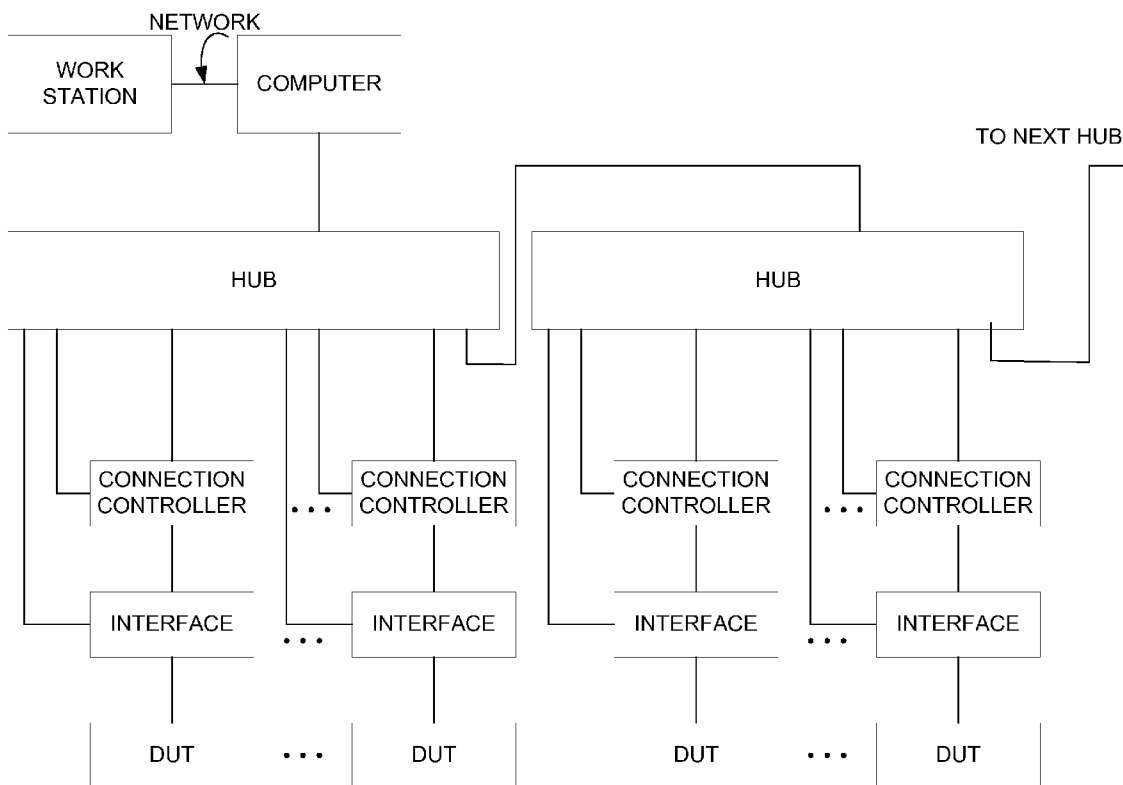 NETWORK
WORK
STATION
COMPUTER
TO NEXT HUB
HUB
HUB
CONNECTION
CONTROLLER
CONNECTION
CONTROLLER
CONNECTION
CONTROLLER
CONNECTION
CONTROLLER
INTERFACE
INTERFACE
INTERFACE
INTERFACE
DUT
DUT
DUT
DUT